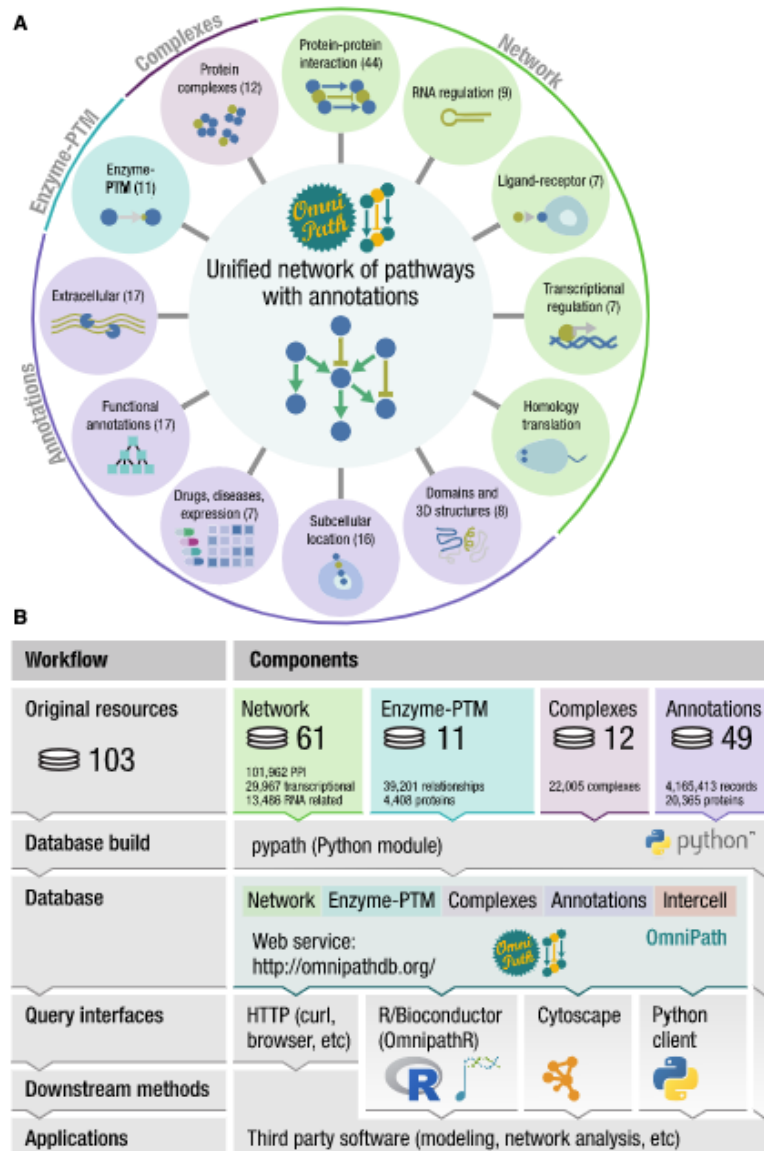 A
Complexes
Network
Enzyme-PTM
Annotations
Protein-protein
interaction (44)
Protein
complexes (12)
RNA regulation (9)
Enzyme-
PTM (11)
Ligand-receptor (7)
Omni
Path
Unified network of pathways
with annotations
Extracellular (17)
Transcriptional
regulation (7)
Functional
annotations (17)
Homology
translation
Drugs, diseases,
expression (7)
Subcellular
location (16)
Domains and
3D structures (8)
B
Workflow
Components
Original resources
103
Network
61
101,962 PPI
29,967 transcriptional
13,486 RNA related
Enzyme-PTM
11
39,201 relationships
4,408 proteins
Complexes
12
22,005 complexes
Annotations
49
4,165,413 records
20,365 proteins
Database build
pypath (Python module)
python™
Database
Network Enzyme-PTM Complexes Annotations Intercell
Web service:
http://omnipathdb.org/
Omni
Path
OmniPath
Query interfaces
HTTP (curl,
browser, etc)
R/Bioconductor
(OmnipathR)
R
Cytoscape
Python
client
Downstream methods
Applications
Third party software (modeling, network analysis, etc)